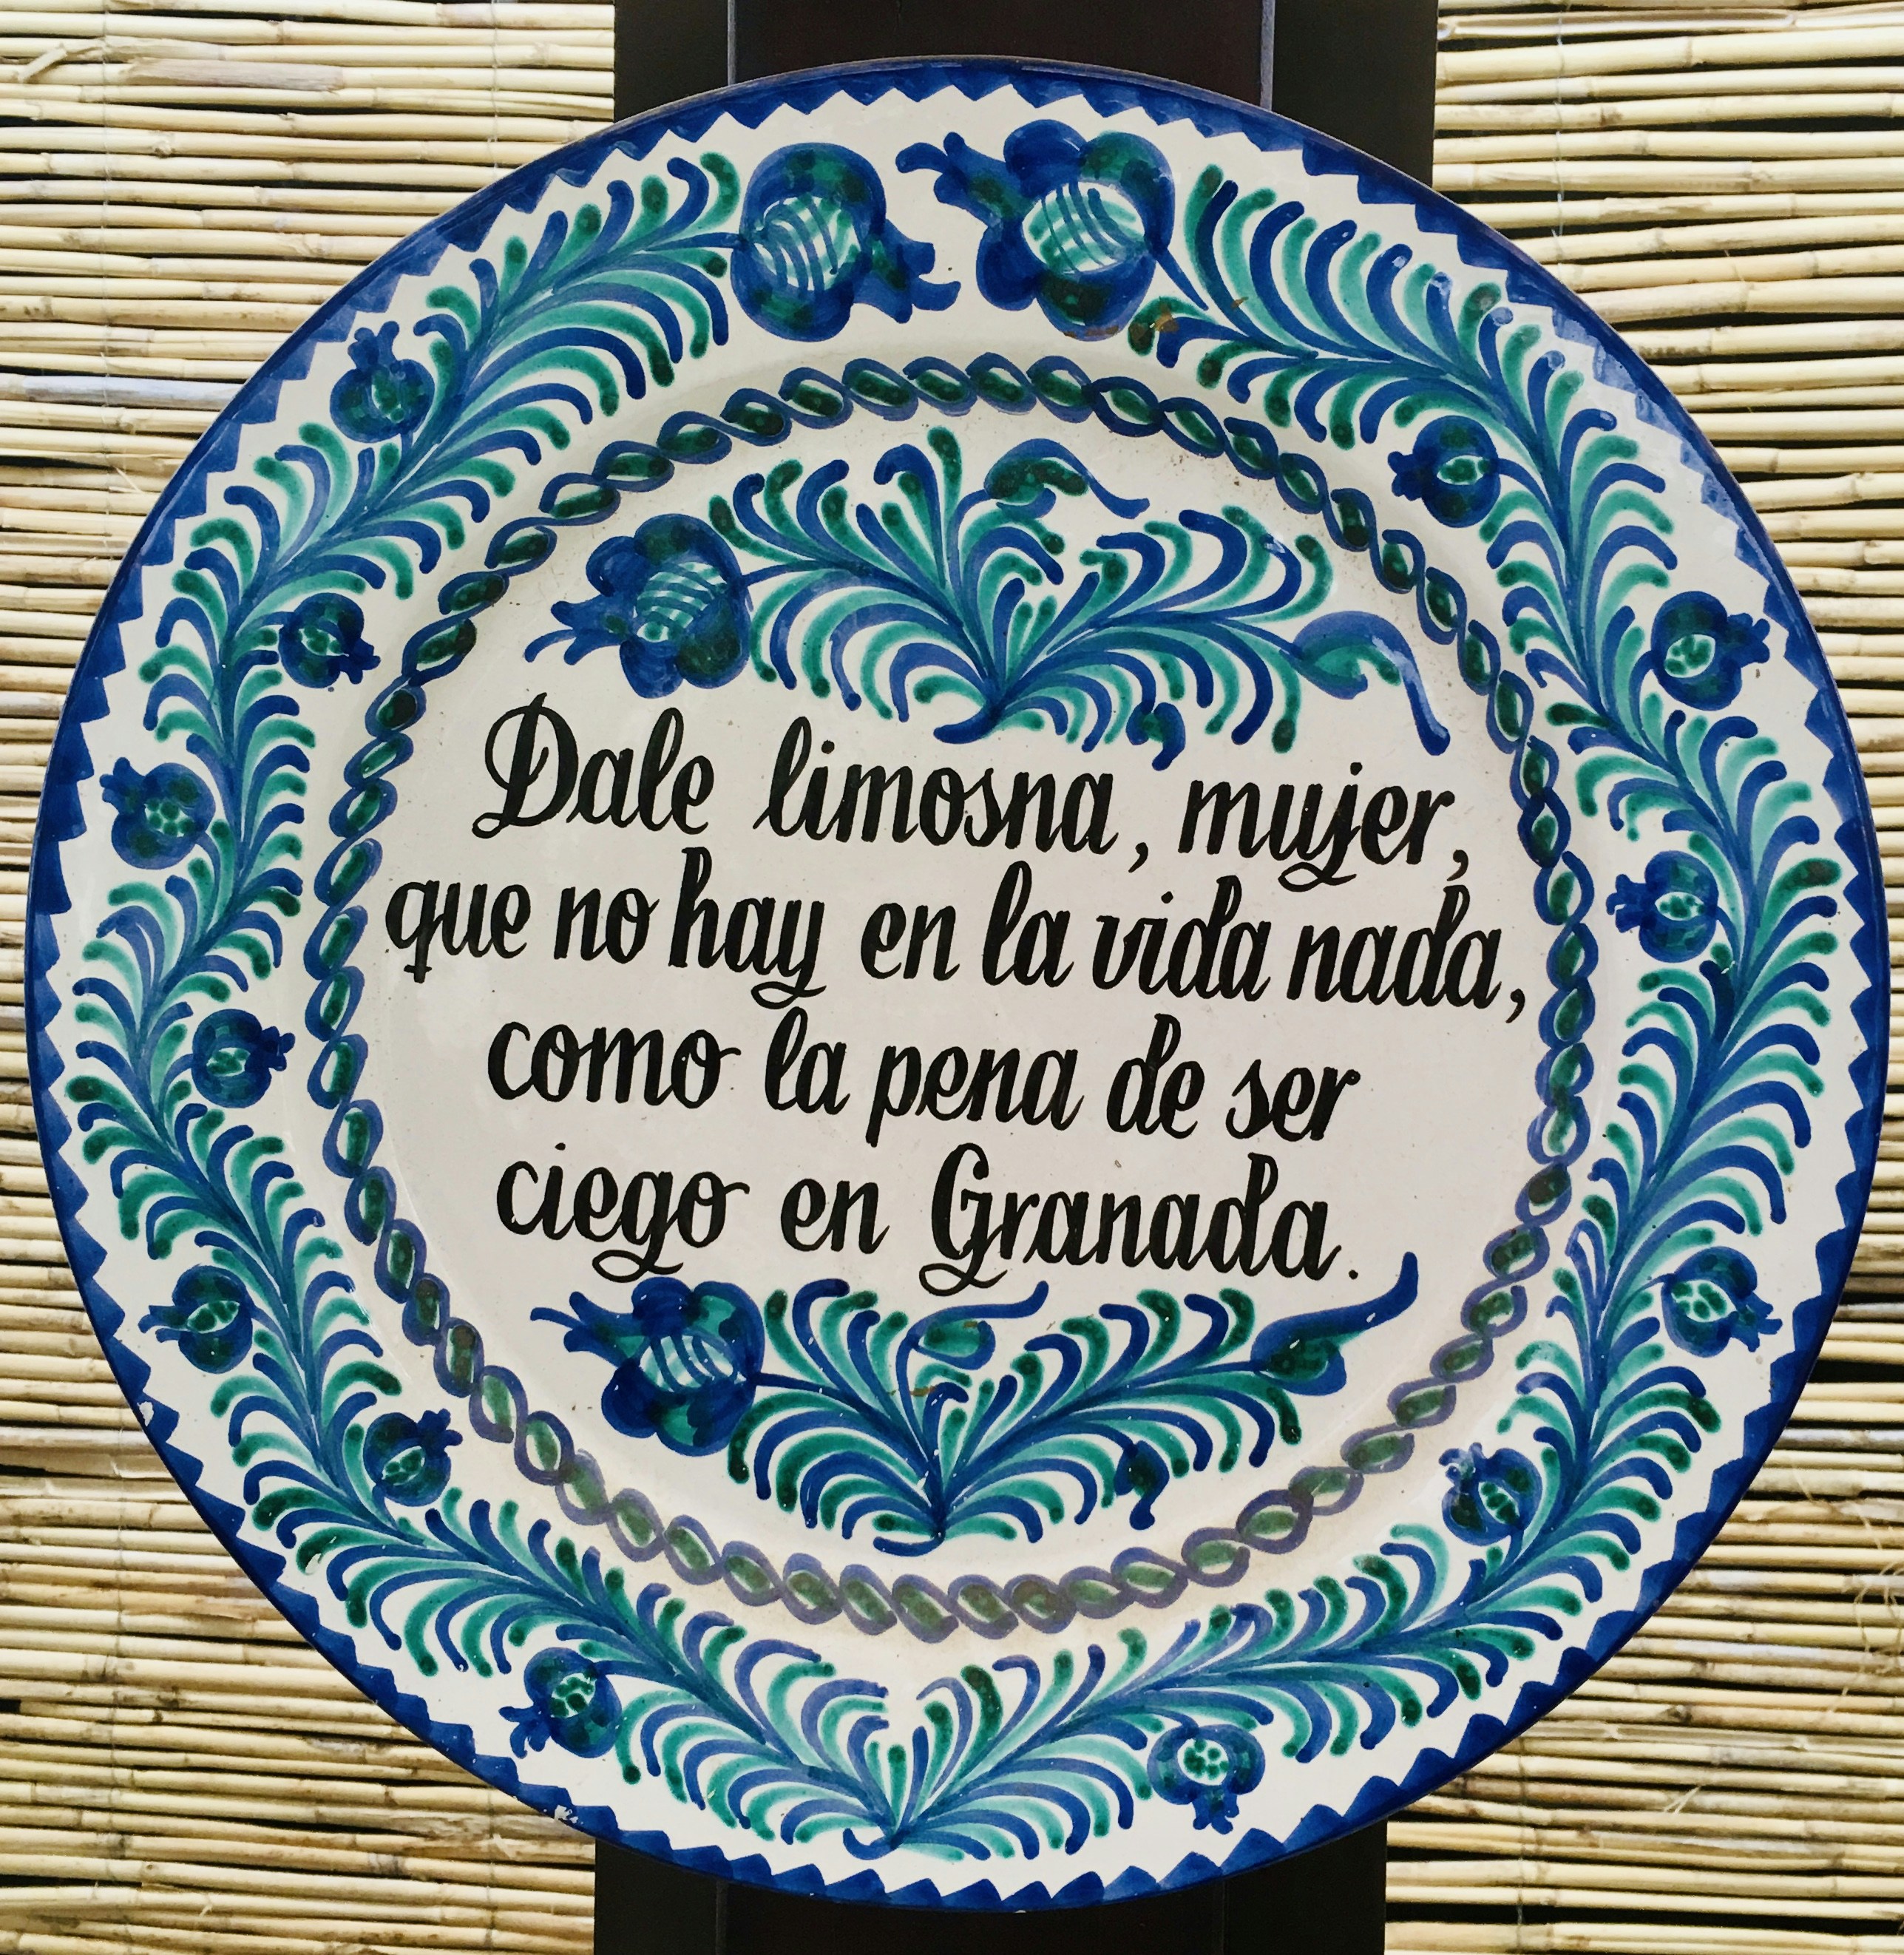 Dale limosna, mujer,
que no hay en la vida nada,
como la pena de ser
ciego en Granada.